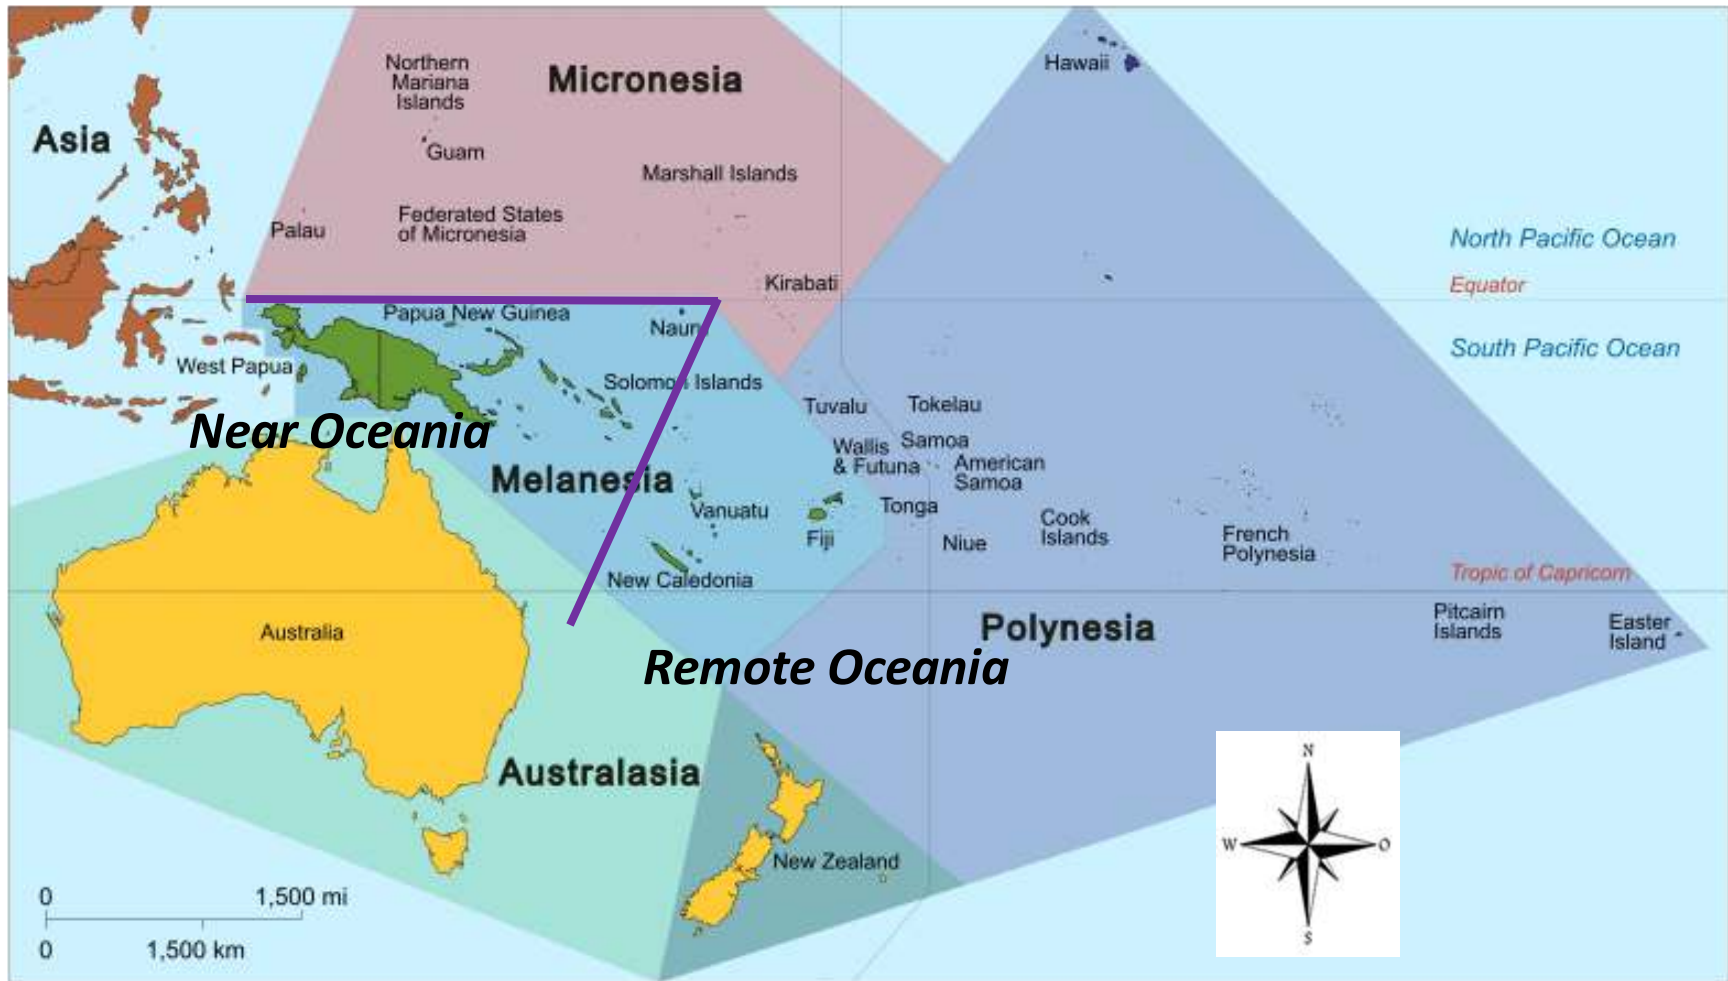 Northern
Mariana
Islands
Micronesia
Hawaii
Asia
Guam
Marshall Islands
Palau
Federated States
of Micronesia
North Pacific Ocean
Kirabati
Equator
Papua New Guinea
Nauru
South Pacific Ocean
West Papua
Solomon Islands
Tuvalu
Tokelau
Near Oceania
Samoa
Wallis
& Futuna
American
Samoa
Melanesia
Vanuatu
Tonga
Fiji
Niue
Cook
Islands
French
Polynesia
New Caledonia
Tropic of Capricorn
Australia
Polynesia
Pitcairn
Islands
Easter
Island
Remote Oceania
Australasia
New Zealand
N
W
O
S
0
1,500 mi
0
1,500 km